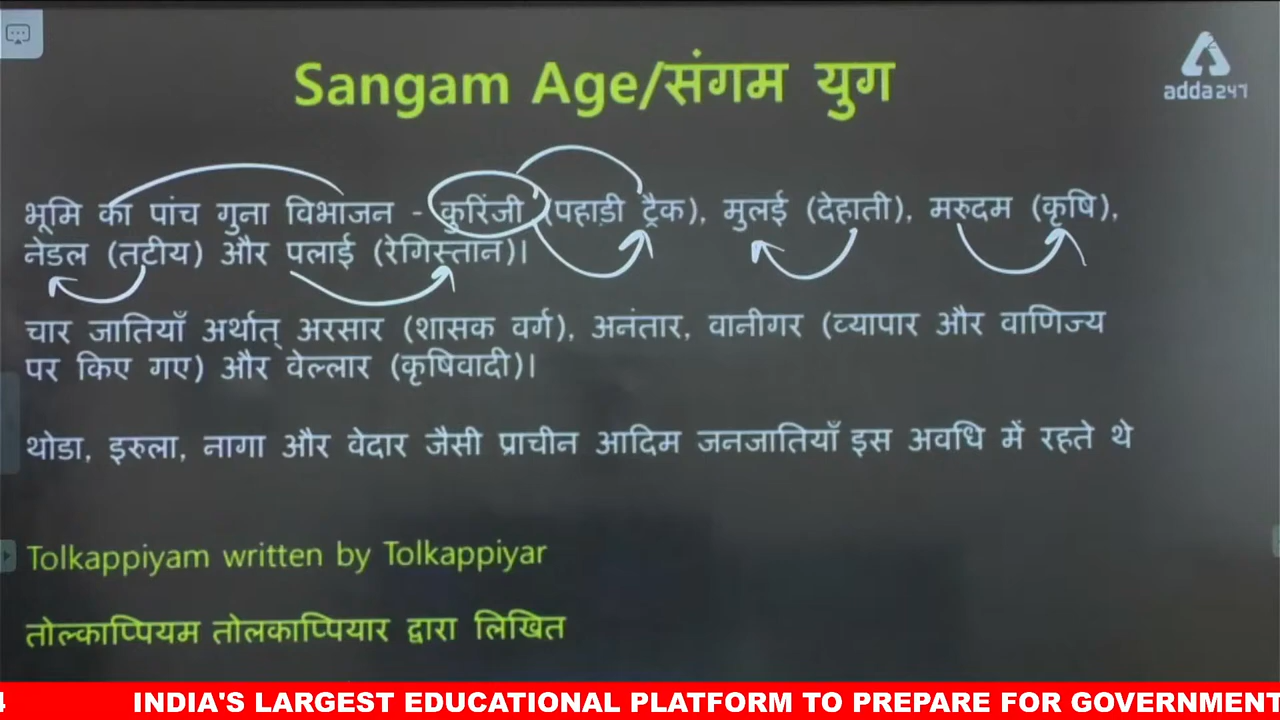 Sangam Age/संगम युग
adda247
भूमि का पांच गुना विभाजन - कुरिंजी (पहाड़ी ट्रैक), मुलई (देहाती), मरुदम (कृषि),
नेडल (तटीय) और पलाई (रेगिस्तान)।
चार जातियाँ अर्थात् अरसार (शासक वर्ग), अनंतार, वानीगर (व्यापार और वाणिज्य
पर किए गए) और वेल्लार (कृषिवादी)।
थोडा, इरुला, नागा और वेदार जैसी प्राचीन आदिम जनजातियाँ इस अवधि में रहते थे
Tolkappiyam written by Tolkappiyar
तोल्काप्पियम तोलकाप्पियार द्वारा लिखित
4 INDIA'S LARGEST EDUCATIONAL PLATFORM TO PREPARE FOR GOVERNMENT